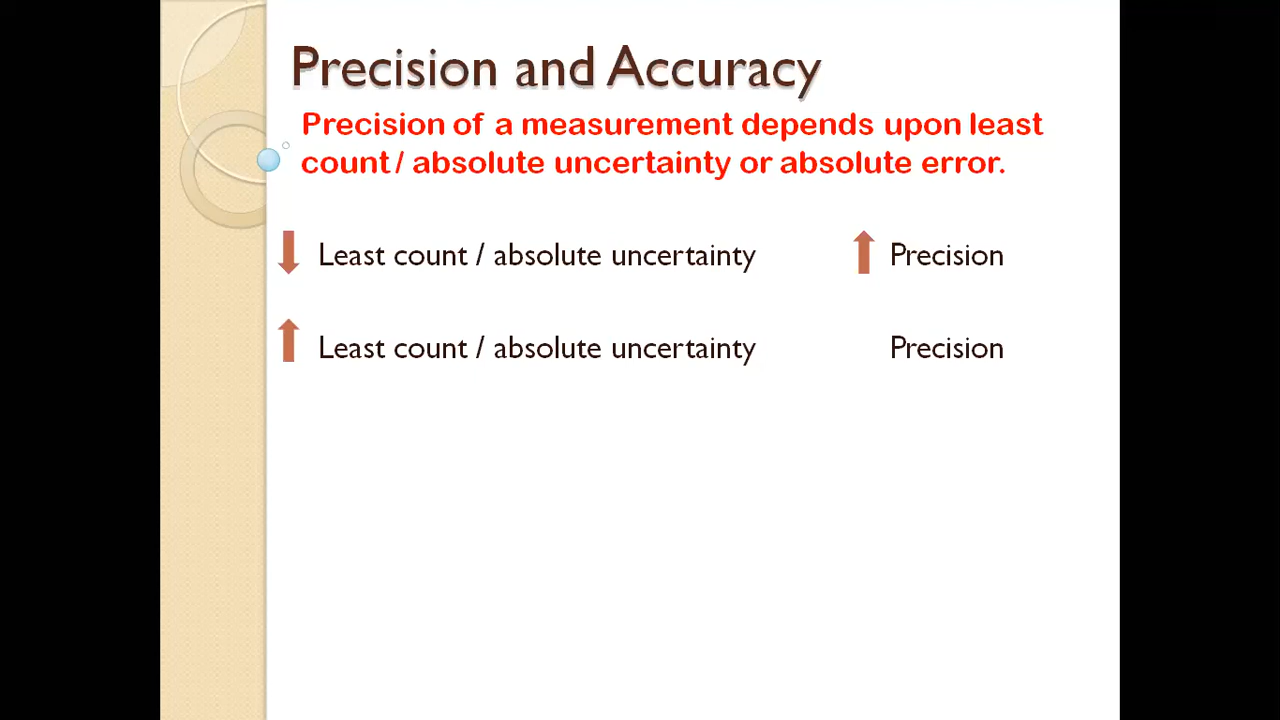 Precision and Accuracy
Precision of a measurement depends upon least
count / absolute uncertainty or absolute error.
Least count / absolute uncertainty Precision
Least count / absolute uncertainty Precision